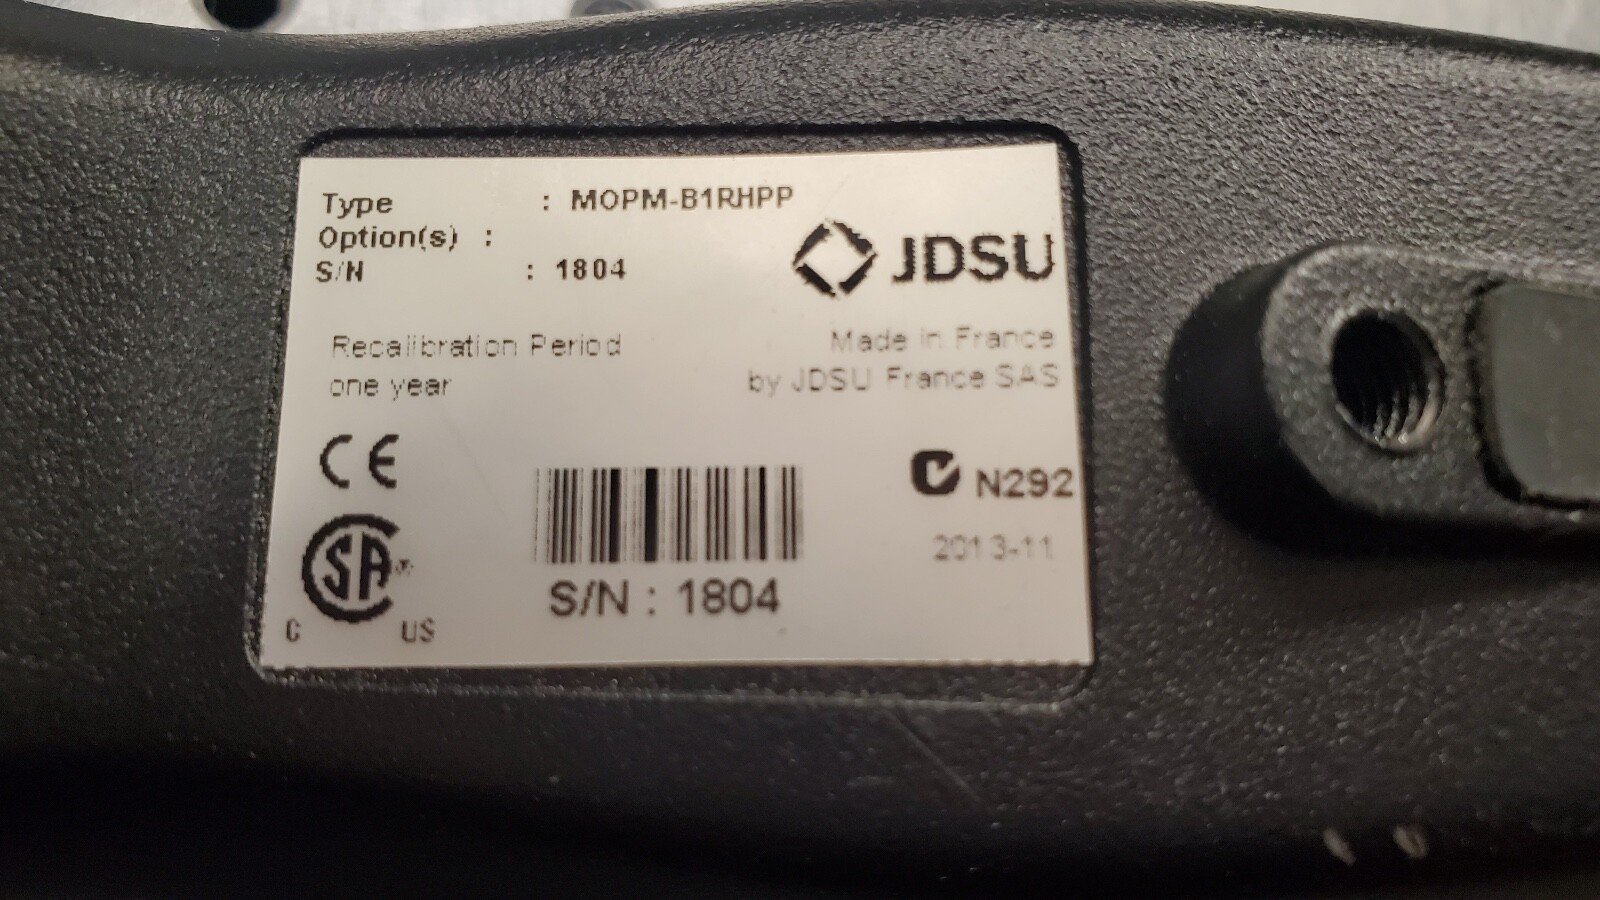 Type : MOPM-B1RHPP
Option(s) :
S/N : 1804
JDSU
Recalibration Period
one year
Made in France
by JDSU France SAS
CE
N292
2013-11
SA
C US
S/N : 1804